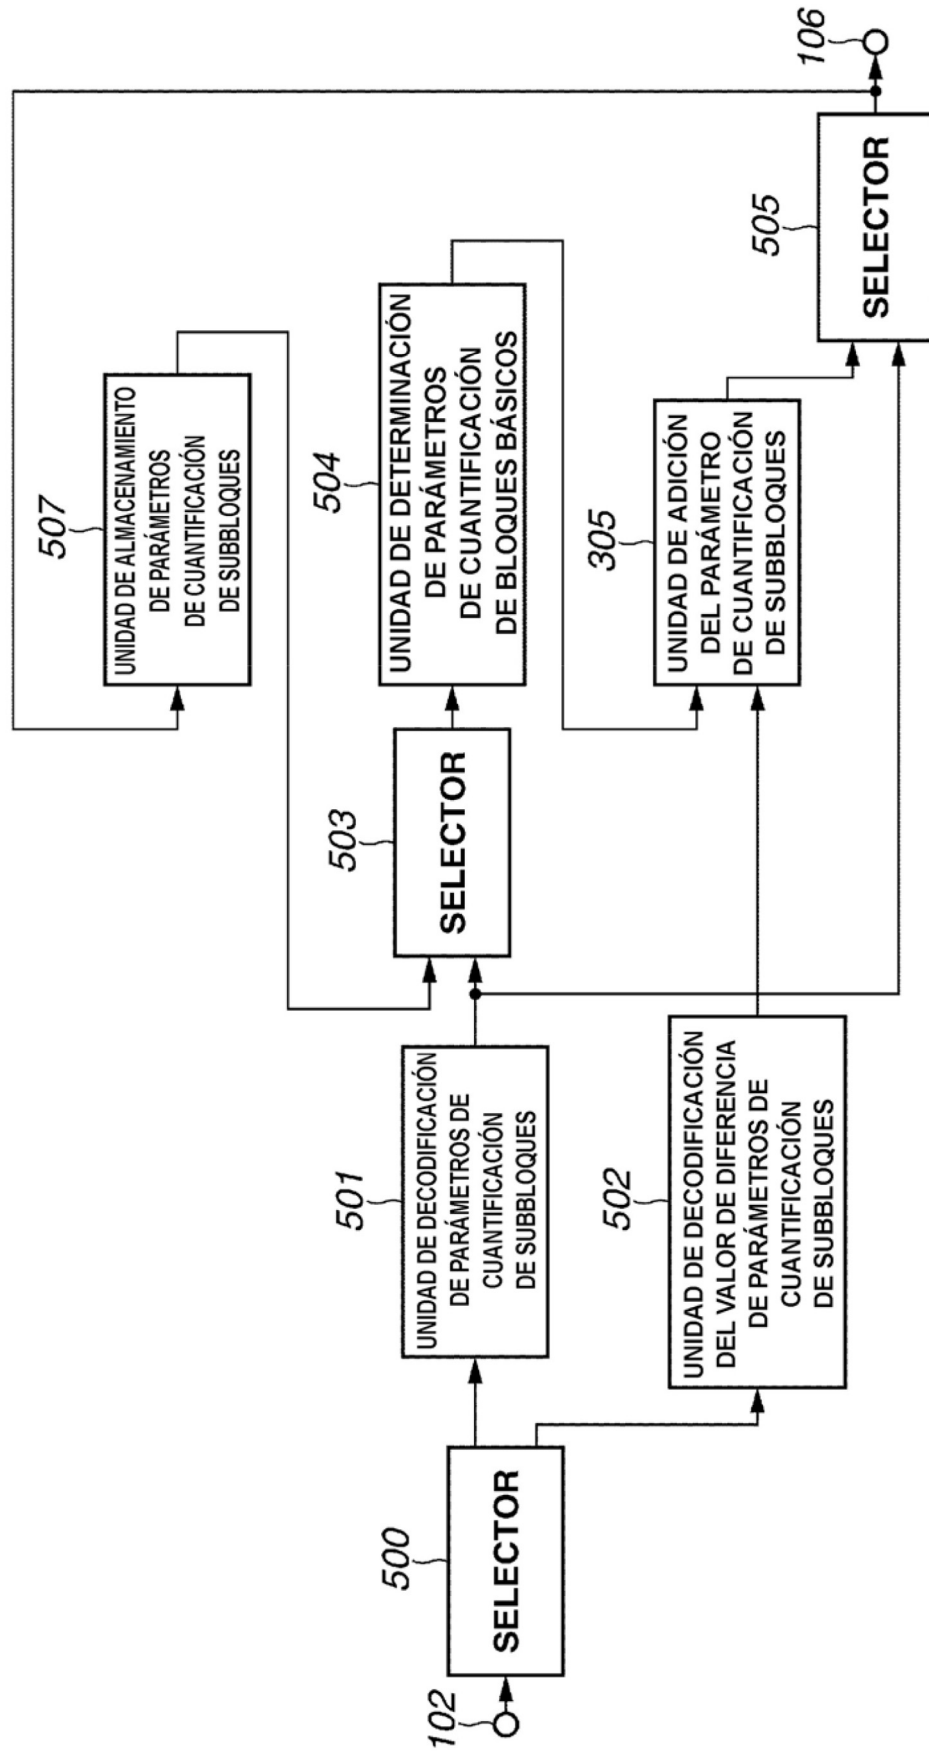 507
UNIDAD DE ALMACENAMIENTO
DE PARÁMETROS
DE CUANTIFICACIÓN
DE SUBBLOQUES
504
UNIDAD DE DETERMINACIÓN
DE PARÁMETROS
DE CUANTIFICACIÓN
DE BLOQUES BÁSICOS
503
SELECTOR
501
UNIDAD DE DECODIFICACIÓN
DE PARÁMETROS DE
CUANTIFICACIÓN
DE SUBBLOQUES
500
SELECTOR
102
502
UNIDAD DE DECODIFICACIÓN
DEL VALOR DE DIFERENCIA
DE PARÁMETROS DE
CUANTIFICACIÓN
DE SUBBLOQUES
305
UNIDAD DE ADICIÓN
DEL PARÁMETRO
DE CUANTIFICACIÓN
DE SUBBLOQUES
505
SELECTOR
106